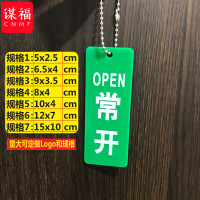 谋福
CNMF
规格1:5x2.5 cm
规格2:6.5x4 cm
规格3:9x3.5 cm
规格4:8x4 cm
规格5:10x4 cm
规格6:12x7 cm
规格7:15x10 cm
量大可定做Logo和规格
OPEN
常
开